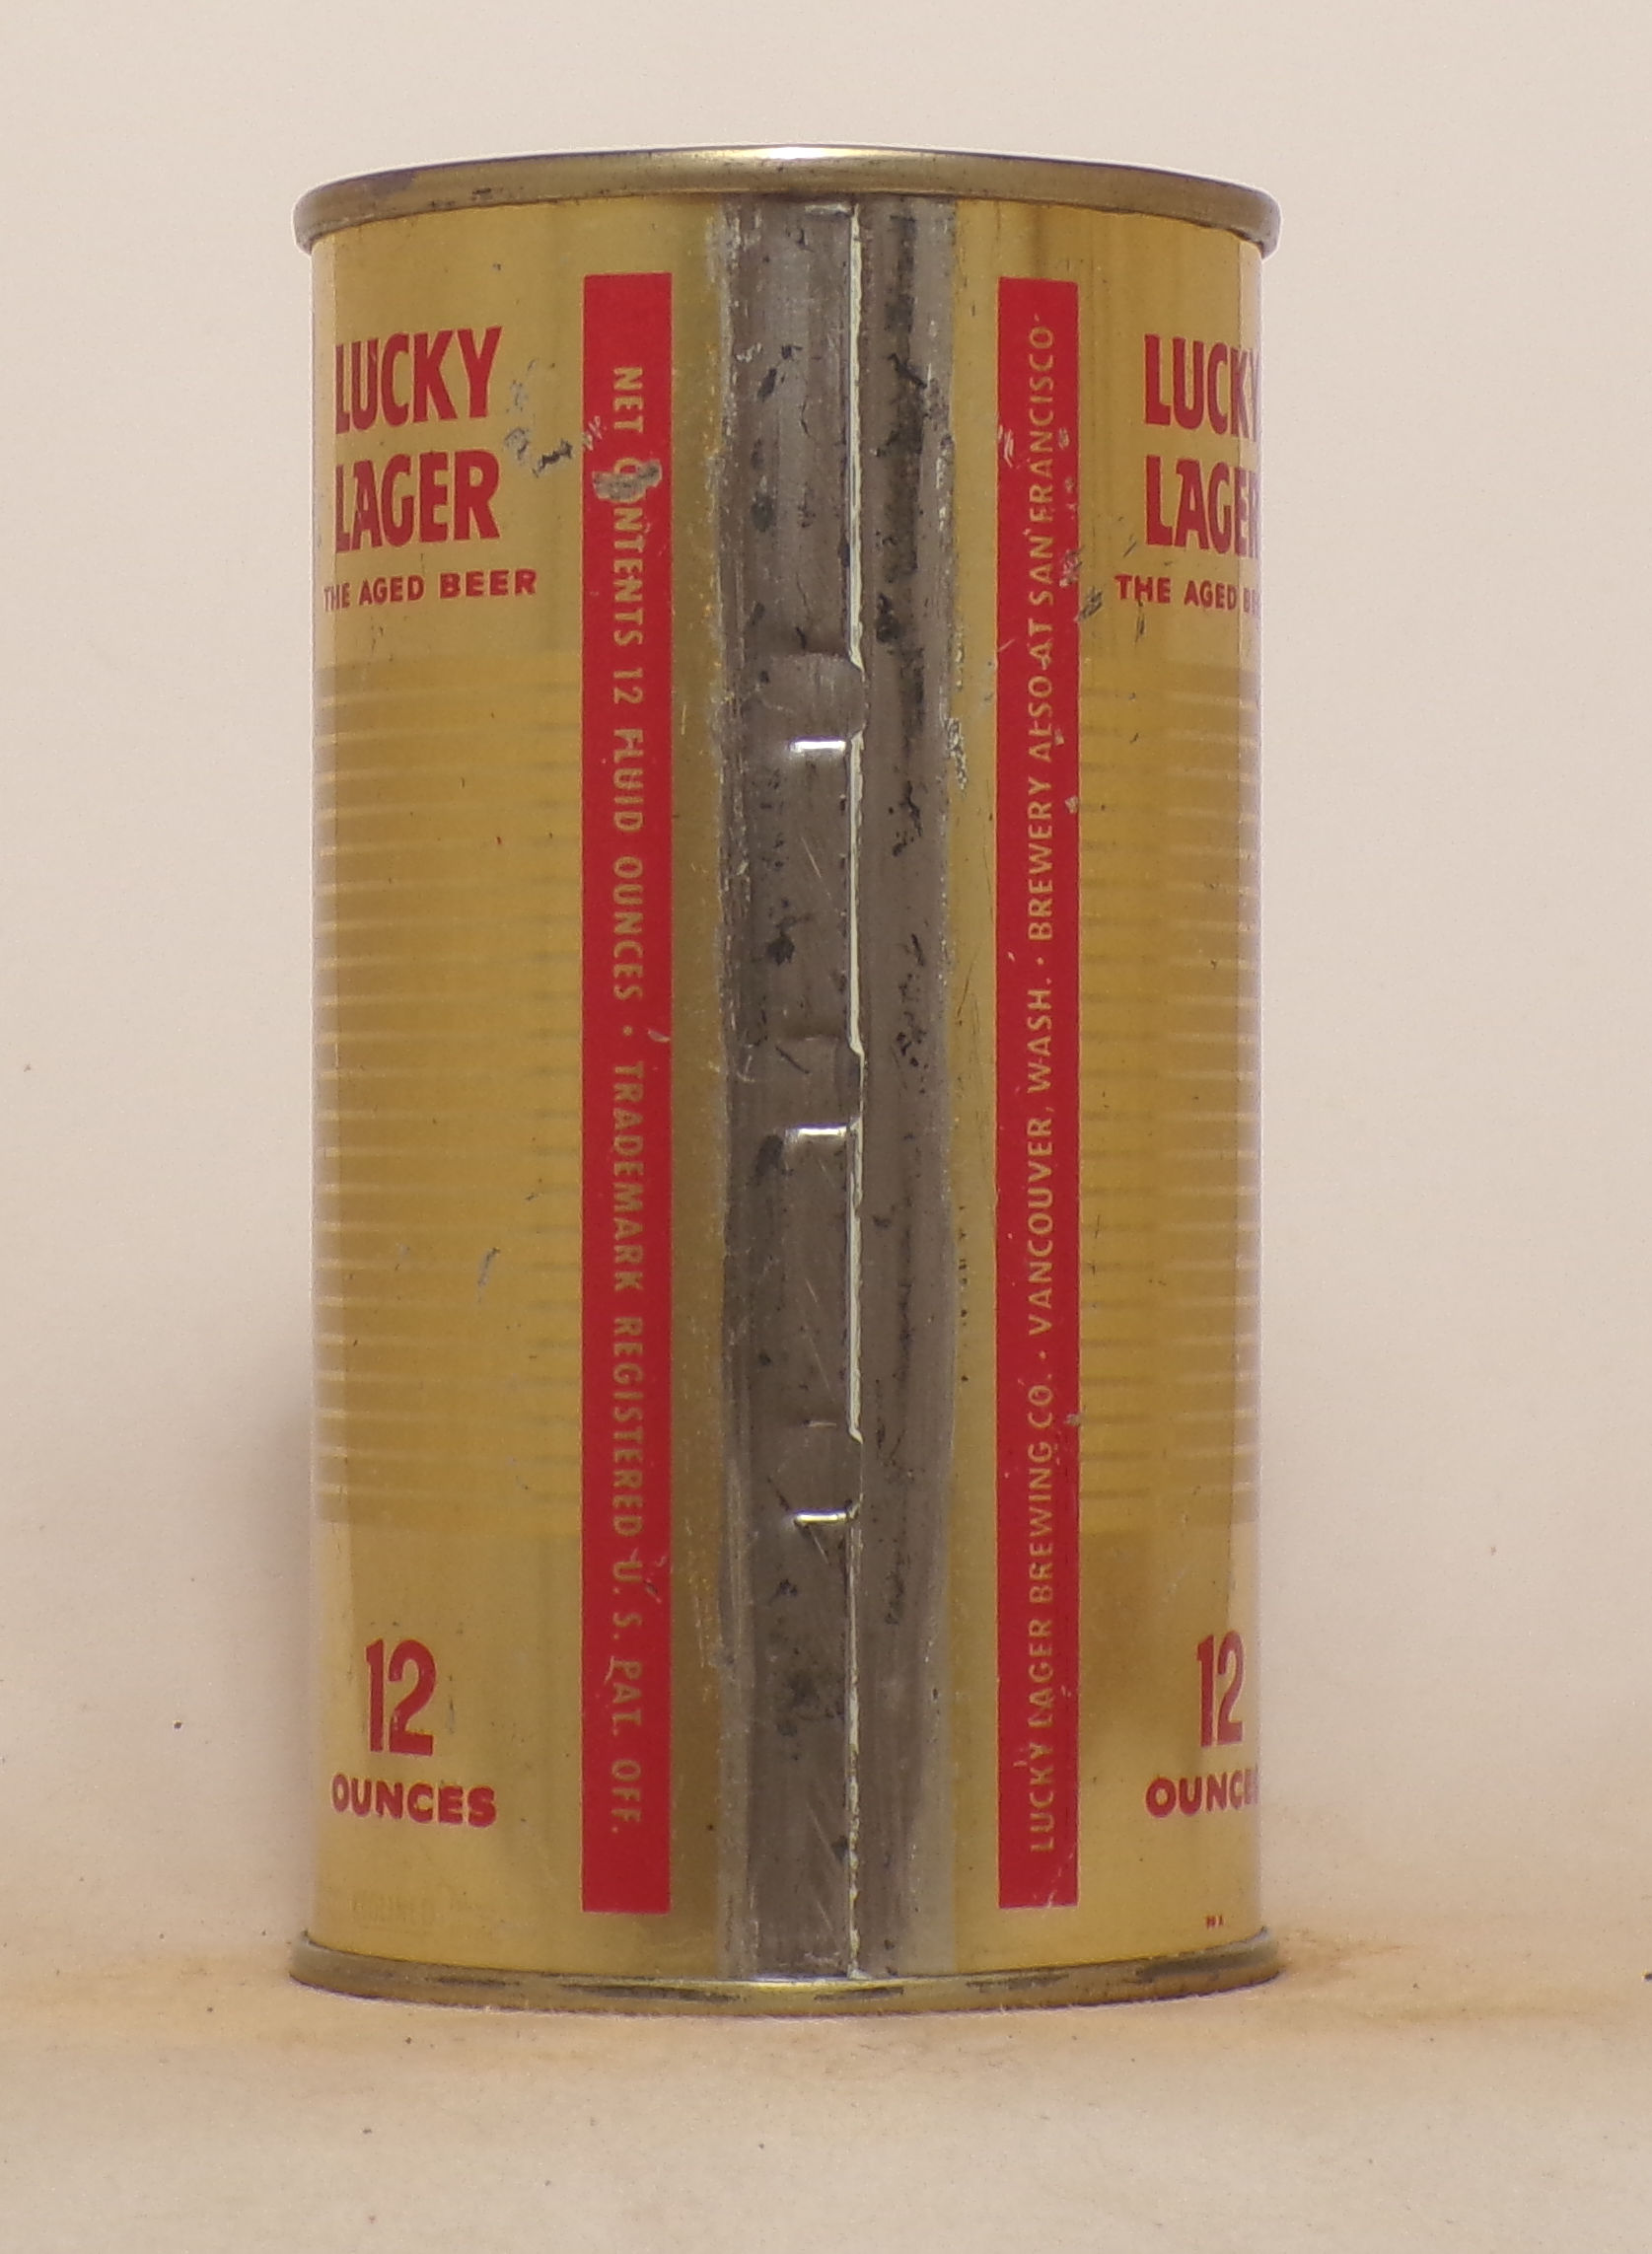 LUCKY
LAGER
THE AGED BEER
12
OUNCES
NET CONTENTS 12 FLUID OUNCES · TRADEMARK REGISTERED U. S. PAT. OFF.
LUCKY LAGER BREWING CO. · VANCOUVER, WASH. · BREWERY ALSO AT SAN FRANCISCO
LUCKY
LAGER
THE AGED
12
OUNCES